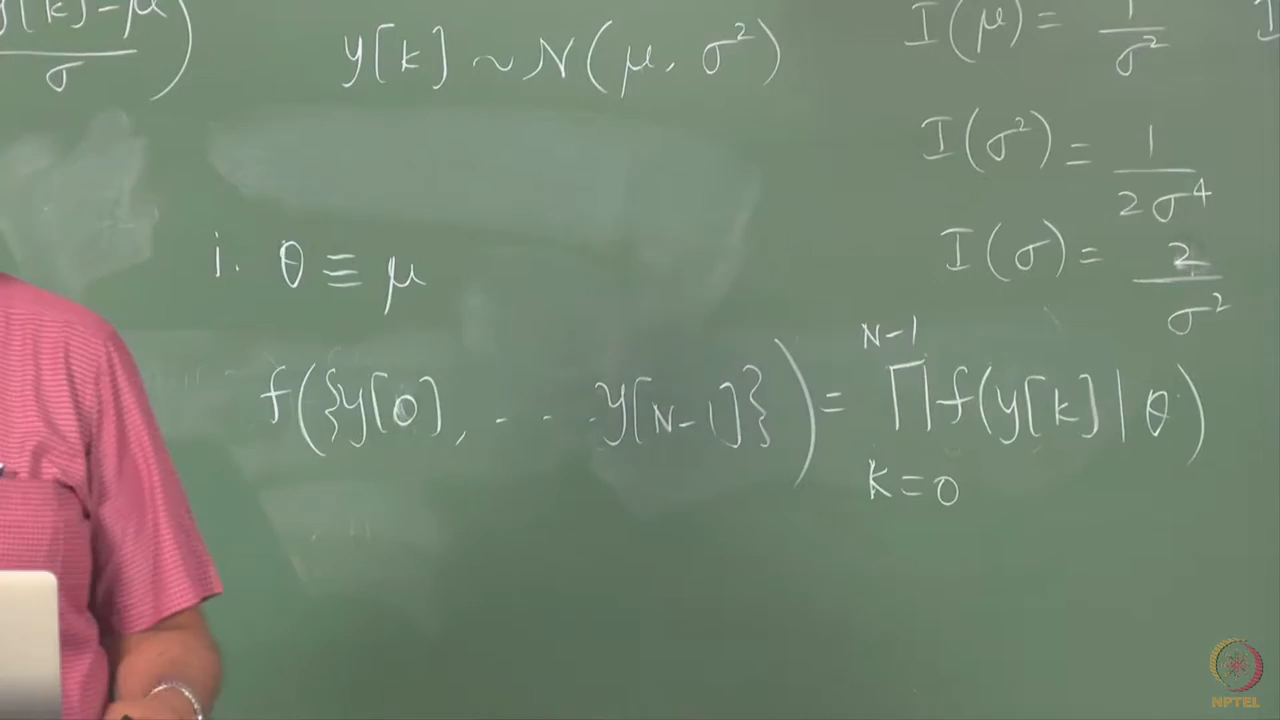 y[k] - μ / σ )
y[k] ~ N(μ, σ²)
I(μ) = 1/σ²
I(σ²) = 1/2σ⁴
I(σ) = 2/σ²
i. θ ≡ μ
f({y[0], ... y[N-1]}) = ∏_{k=0}^{N-1} f(y[k] | θ)
NPTEL